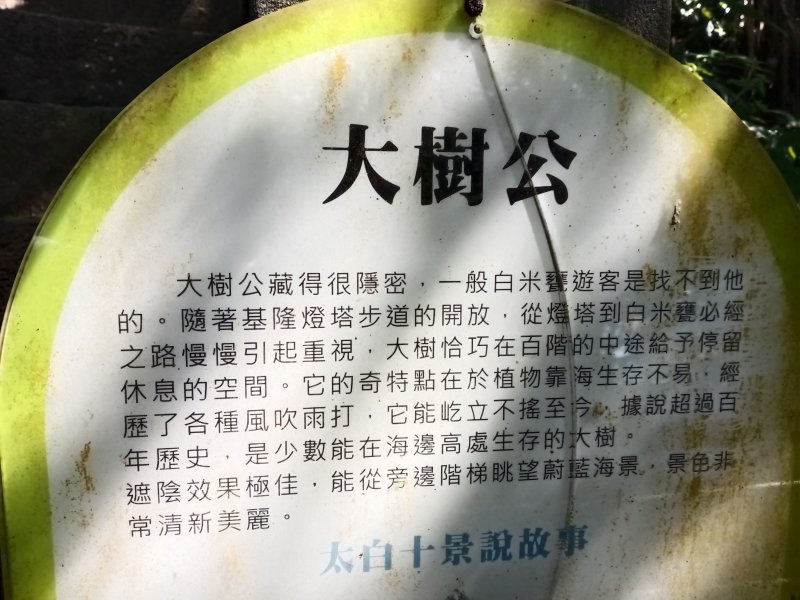 大樹公
大樹公藏得很隱密，一般白米甕遊客是找不到他
的。隨著基隆燈塔步道的開放，從燈塔到白米甕必經
之路慢慢引起重視，大樹恰巧在百階的中途給予停留
休息的空間。它的奇特點在於植物靠海生存不易，經
歷了各種風吹雨打，它能屹立不搖至今，據說超過百
年歷史，是少數能在海邊高處生存的大樹。
遮陰效果極佳，能從旁邊階梯眺望蔚藍海景，景色非
常清新美麗。
太白十景說故事